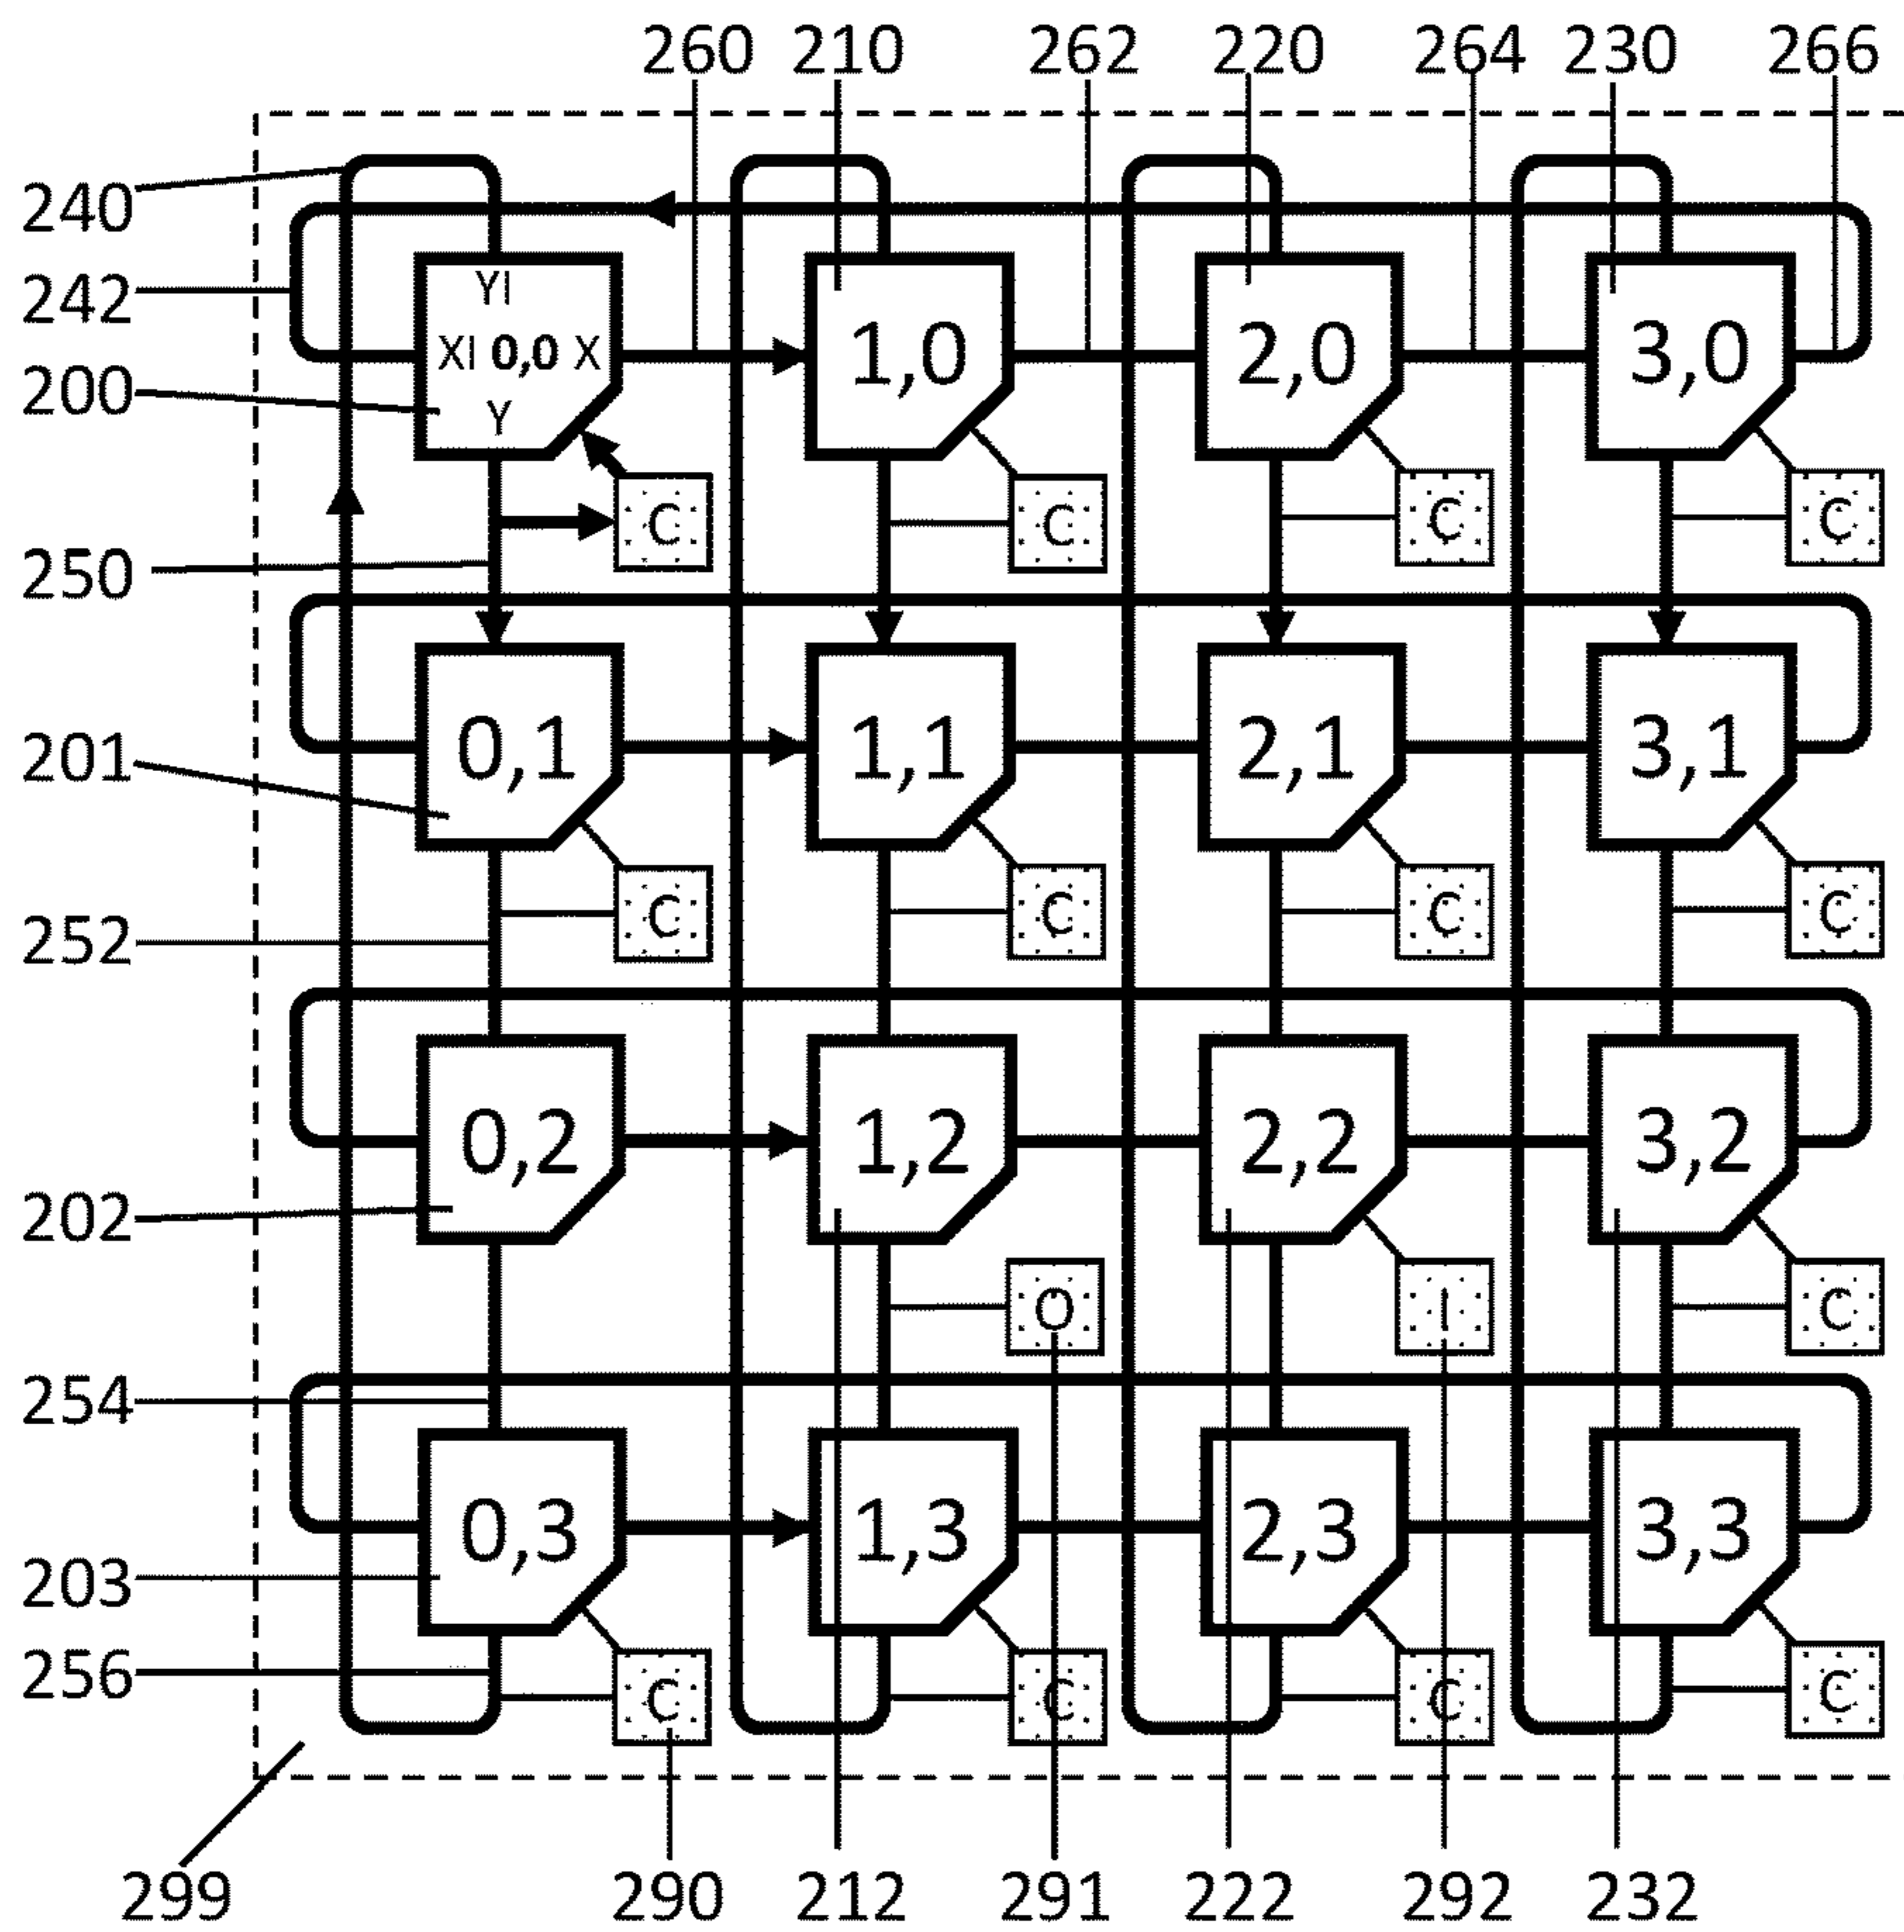 260 210 262 220 264 230 266
240
242
YI
XI 0,0 X
Y
1,0 2,0 3,0
200
C C C C
250
0,1 1,1 2,1 3,1
201
C C C C
252
0,2 1,2 2,2 3,2
202
O I C
254
0,3 1,3 2,3 3,3
203
256
C C C C
299 290 212 291 222 292 232